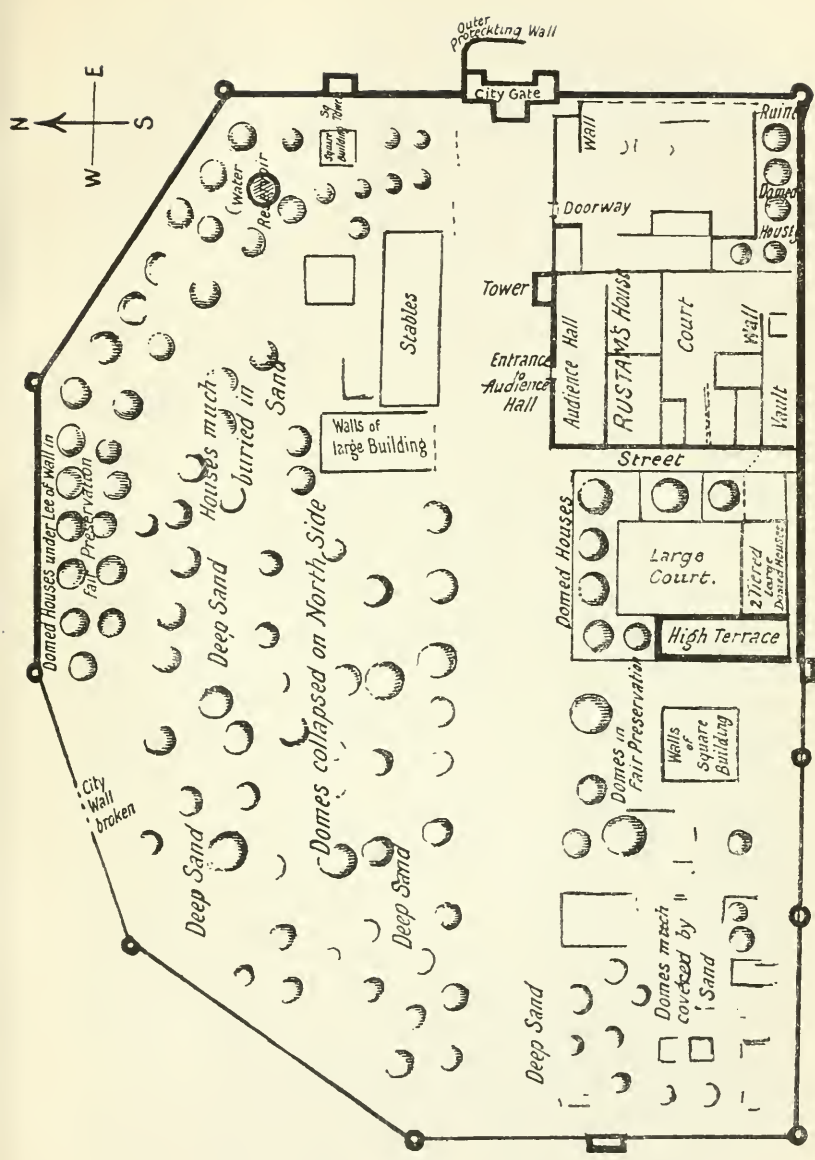 Outer
Proteckting Wall
N
E
S
W
City Gate
Sq
Tower
Square
Building
Water
Reservoir
Wall
Doorway
Ruined
Domed
Houses
Stables
Tower
Entrance
to
Audience
Hall
Audience Hall
RUSTAM'S HOUSE
Court
Wall
Vault
Domed Houses under Lee of Wall in
Fair Preservation
Houses much
buried in
Sand
Walls of
large Building
Street
Domed Houses
Large
Court.
2 Tiered
Large
Domed Houses
High Terrace
Deep Sand
Domes collapsed on North Side
Domes in
Fair Preservation
Walls
of
Square
Building
City
Wall
broken
Deep Sand
Deep Sand
Deep Sand
Domes much
covered by
Sand